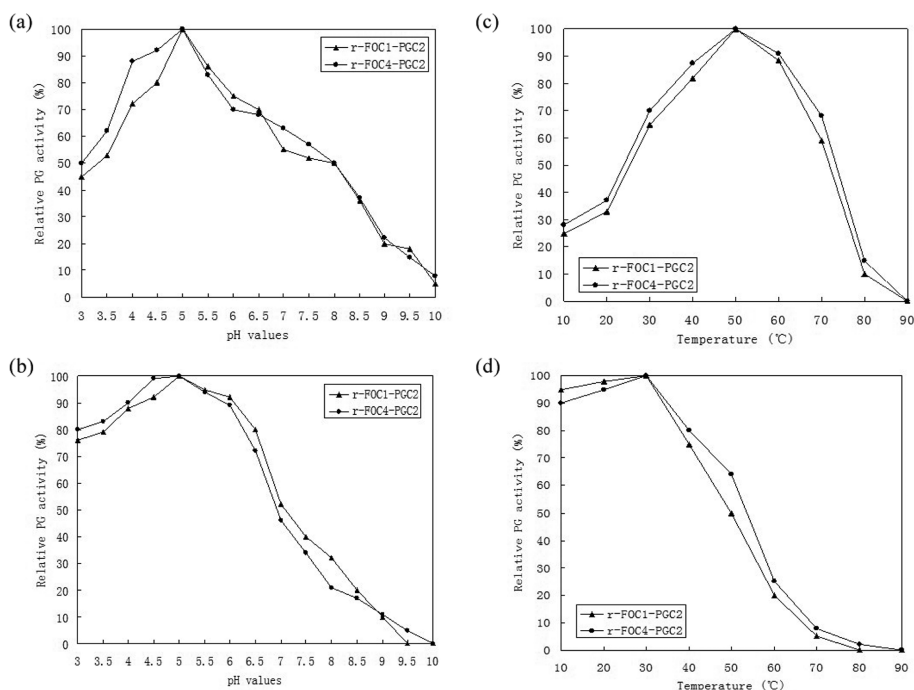 (a)
Relative PG activity (%)
100
90
80
70
60
50
40
30
20
10
0
r-FOC1-PGC2
r-FOC4-PGC2
3 3.5 4 4.5 5 5.5 6 6.5 7 7.5 8 8.5 9 9.5 10
pH values
(c)
Relative PG activity (%)
100
90
80
70
60
50
40
30
20
10
0
r-FOC1-PGC2
r-FOC4-PGC2
10 20 30 40 50 60 70 80 90
Temperature (℃)
(b)
Relative PG activity (%)
100
90
80
70
60
50
40
30
20
10
0
r-FOC1-PGC2
r-FOC4-PGC2
3 3.5 4 4.5 5 5.5 6 6.5 7 7.5 8 8.5 9 9.5 10
pH values
(d)
Relative PG activity (%)
100
90
80
70
60
50
40
30
20
10
0
r-FOC1-PGC2
r-FOC4-PGC2
10 20 30 40 50 60 70 80 90
Temperature (℃)